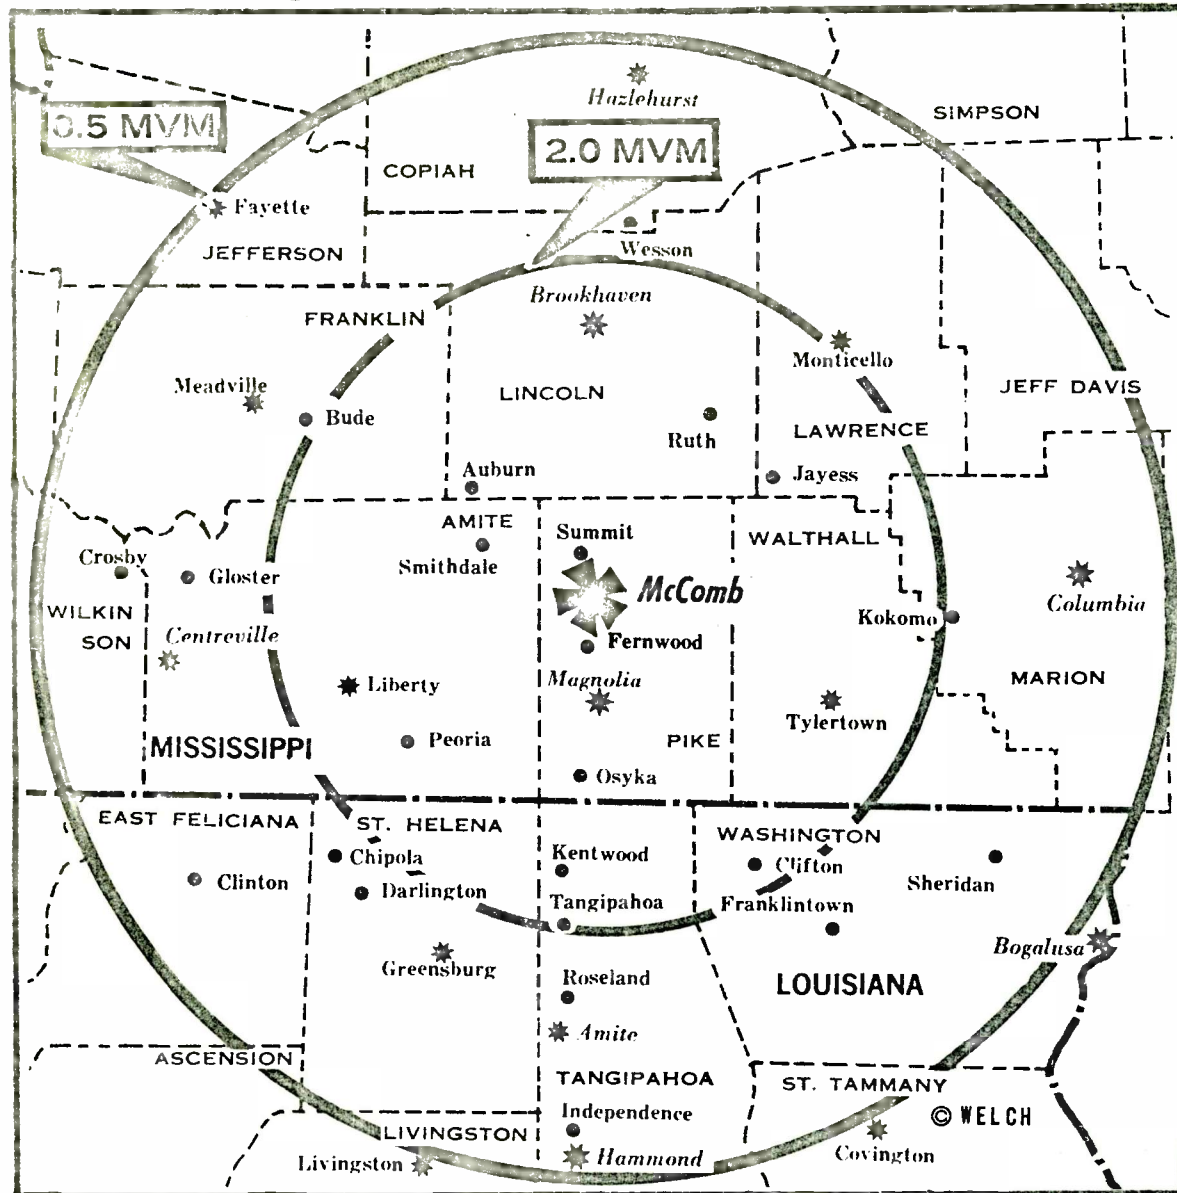 Hazlehurst
SIMPSON
0.5 MVM
2.0 MVM
COPIAH
Fayette
Wesson
JEFFERSON
Brookhaven
FRANKLIN
Monticello
Meadville
LINCOLN
JEFF DAVIS
Bude
Ruth
LAWRENCE
Auburn
Jayess
AMITE
Summit
WALTHALL
Crosby
Gloster
Smithdale
McComb
Columbia
WILKIN
SON
Kokomo
Centreville
Fernwood
Liberty
Magnolia
MARION
Tylertown
MISSISSIPPI
Peoria
PIKE
Osyka
EAST FELICIANA
ST. HELENA
WASHINGTON
Chipola
Kentwood
Clifton
Clinton
Darlington
Sheridan
Tangipahoa
Franklintown
Bogalusa
Greensburg
Roseland
LOUISIANA
Amite
ASCENSION
TANGIPAHOA
ST. TAMMANY
Independence
© WELCH
LIVINGSTON
Livingston
Hammond
Covington